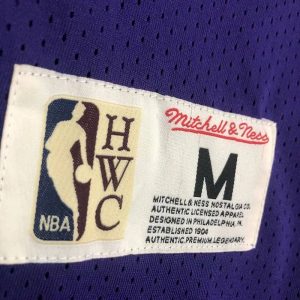 NBA
H
W
C
Mitchell & Ness
M
MITCHELL & NESS NOSTALGIA CO.
AUTHENTIC LICENSED APPAREL
DESIGNED IN PHILADELPHIA, PA
ESTABLISHED 1904
AUTHENTIC.PREMIUM.LEGENDARY.